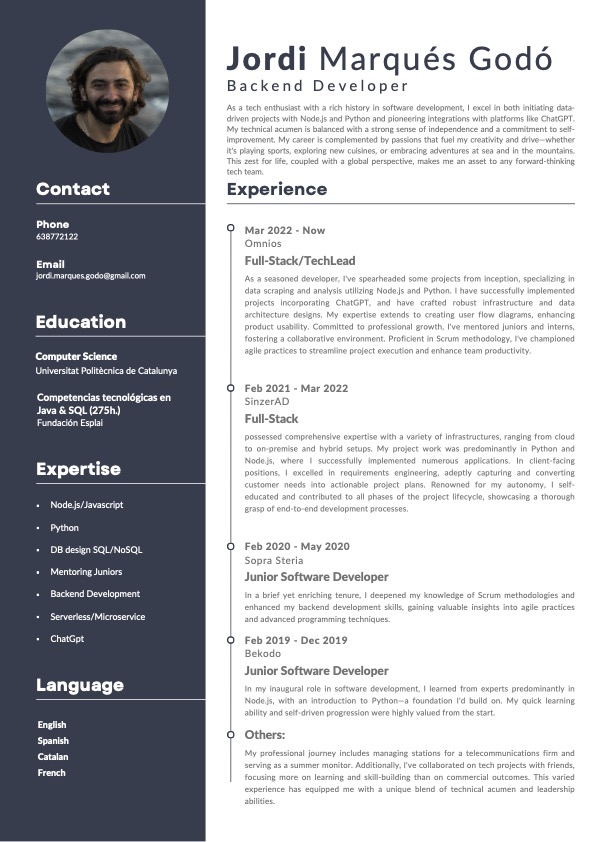 Jordi Marqués Godó
Backend Developer
As a tech enthusiast with a rich history in software development, I excel in both initiating data-
driven projects with Node.js and Python and pioneering integrations with platforms like ChatGPT.
My technical acumen is balanced with a strong sense of independence and a commitment to self-
improvement. My career is complemented by passions that fuel my creativity and drive—whether
it's playing sports, exploring new cuisines, or embracing adventures at sea and in the mountains.
This zest for life, coupled with a global perspective, makes me an asset to any forward-thinking
tech team.
Contact
Phone
638772122
Email
jordi.marques.godo@gmail.com
Education
Computer Science
Universitat Politècnica de Catalunya
Competencias tecnológicas en
Java & SQL (275h.)
Fundación Esplai
Expertise
• Node.js/Javascript
• Python
• DB design SQL/NoSQL
• Mentoring Juniors
• Backend Development
• Serverless/Microservice
• ChatGpt
Language
English
Spanish
Catalan
French
Experience
Mar 2022 - Now
Omnios
Full-Stack/TechLead
As a seasoned developer, I've spearheaded some projects from inception, specializing in
data scraping and analysis utilizing Node.js and Python. I have successfully implemented
projects incorporating ChatGPT, and have crafted robust infrastructure and data
architecture designs. My expertise extends to creating user flow diagrams, enhancing
product usability. Committed to professional growth, I've mentored juniors and interns,
fostering a collaborative environment. Proficient in Scrum methodology, I've championed
agile practices to streamline project execution and enhance team productivity.
Feb 2021 - Mar 2022
SinzerAD
Full-Stack
possessed comprehensive expertise with a variety of infrastructures, ranging from cloud
to on-premise and hybrid setups. My project work was predominantly in Python and
Node.js, where I successfully implemented numerous applications. In client-facing
positions, I excelled in requirements engineering, adeptly capturing and converting
customer needs into actionable project plans. Renowned for my autonomy, I self-
educated and contributed to all phases of the project lifecycle, showcasing a thorough
grasp of end-to-end development processes.
Feb 2020 - May 2020
Sopra Steria
Junior Software Developer
In a brief yet enriching tenure, I deepened my knowledge of Scrum methodologies and
enhanced my backend development skills, gaining valuable insights into agile practices
and advanced programming techniques.
Feb 2019 - Dec 2019
Bekodo
Junior Software Developer
In my inaugural role in software development, I learned from experts predominantly in
Node.js, with an introduction to Python—a foundation I'd build on. My quick learning
ability and self-driven progression were highly valued from the start.
Others:
My professional journey includes managing stations for a telecommunications firm and
serving as a summer monitor. Additionally, I've collaborated on tech projects with friends,
focusing more on learning and skill-building than on commercial outcomes. This varied
experience has equipped me with a unique blend of technical acumen and leadership
abilities.